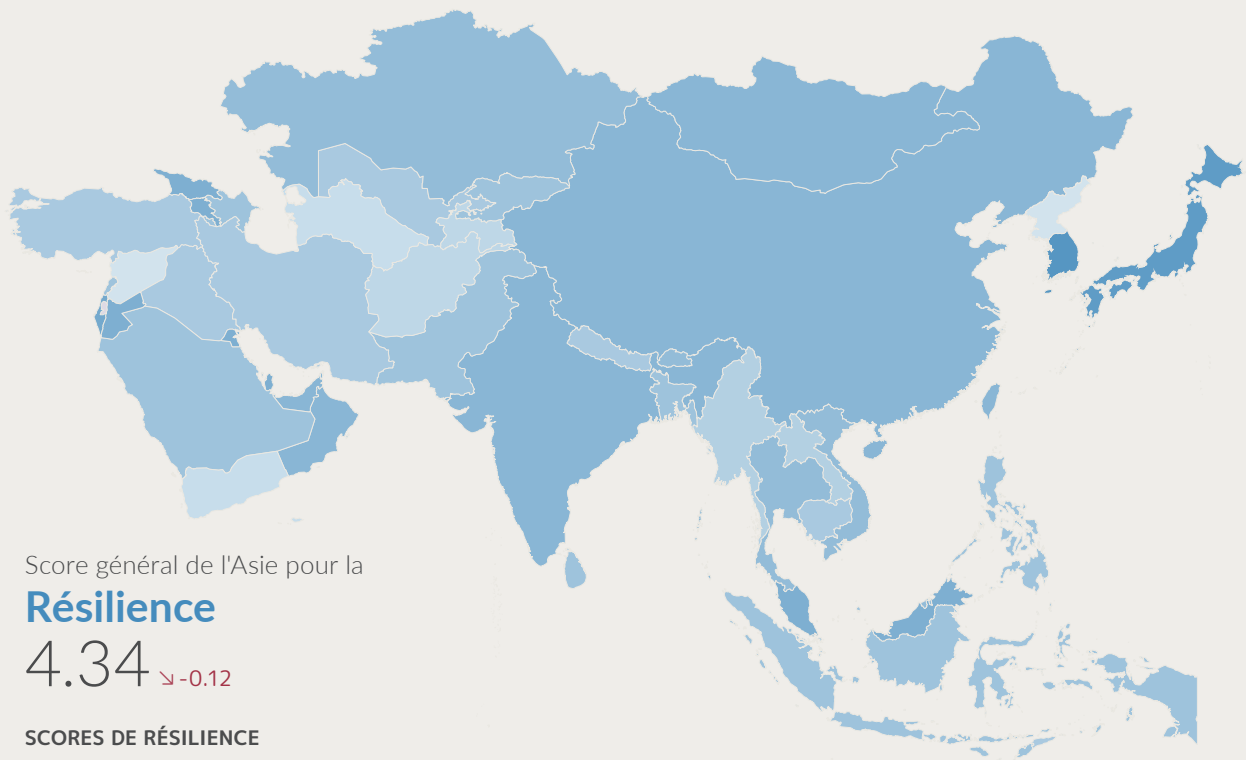 Score général de l'Asie pour la
Résilience
4.34 ↘-0.12
SCORES DE RÉSILIENCE